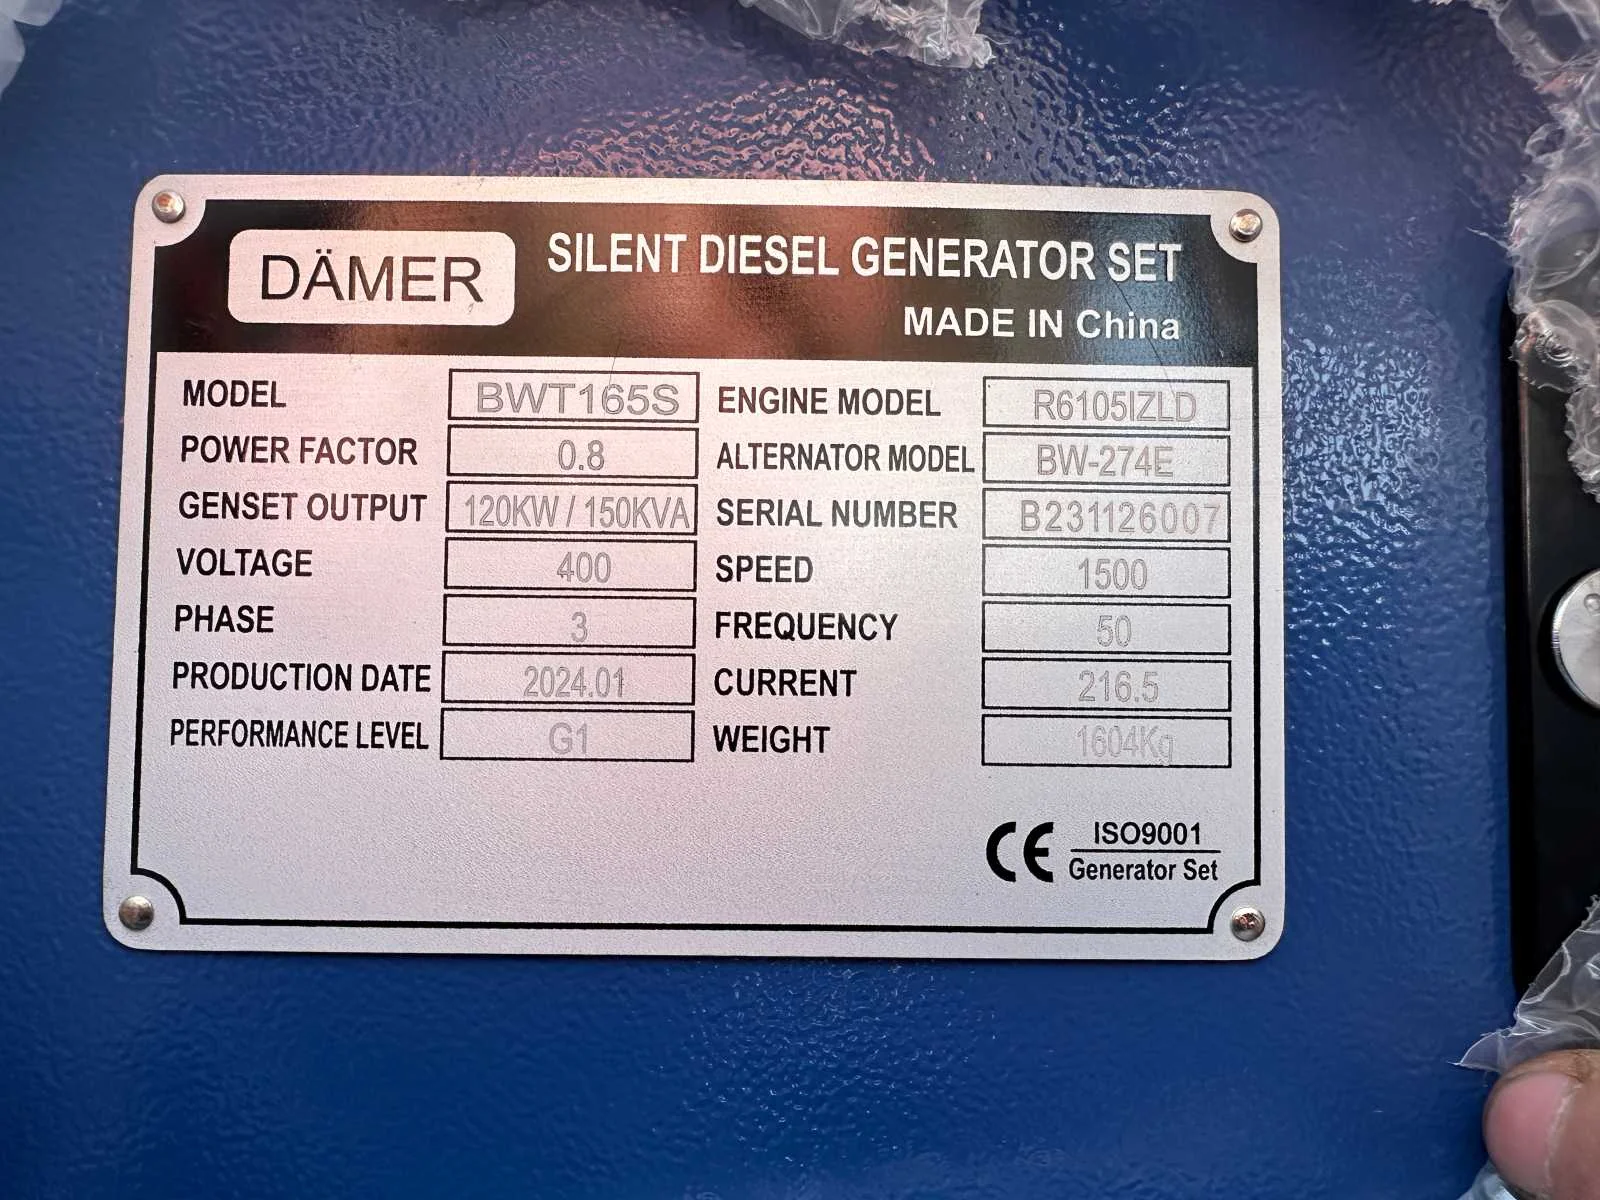 DÄMER
SILENT DIESEL GENERATOR SET
MADE IN China
MODEL BWT165S ENGINE MODEL R6105IZLD
POWER FACTOR 0.8 ALTERNATOR MODEL BW-274E
GENSET OUTPUT 120KW / 150KVA SERIAL NUMBER B231126007
VOLTAGE 400 SPEED 1500
PHASE 3 FREQUENCY 50
PRODUCTION DATE 2024.01 CURRENT 216.5
PERFORMANCE LEVEL G1 WEIGHT 1604Kg
CE ISO9001
Generator Set